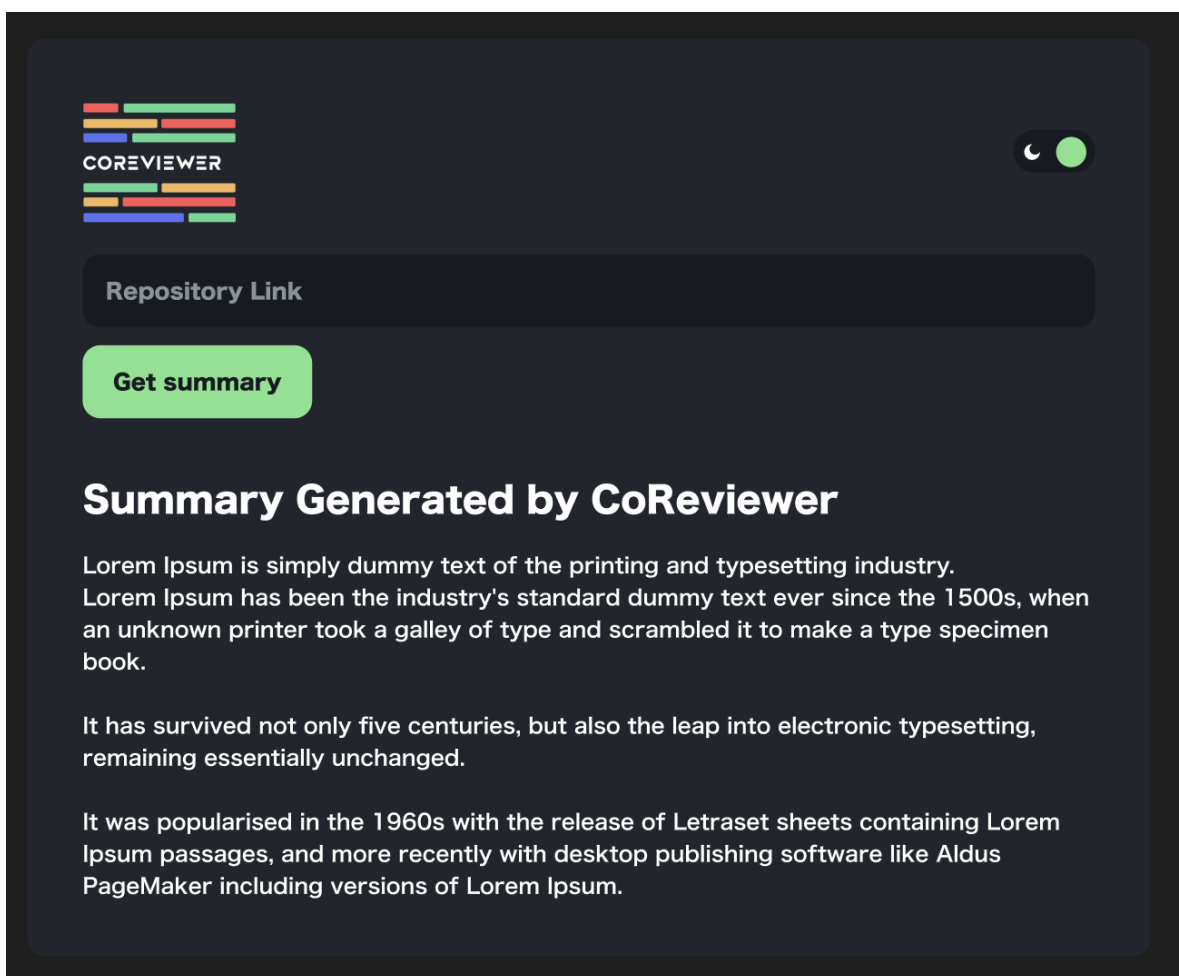 COREVIEWER
Repository Link
Get summary
Summary Generated by CoReviewer
Lorem Ipsum is simply dummy text of the printing and typesetting industry.
Lorem Ipsum has been the industry's standard dummy text ever since the 1500s, when
an unknown printer took a galley of type and scrambled it to make a type specimen
book.
It has survived not only five centuries, but also the leap into electronic typesetting,
remaining essentially unchanged.
It was popularised in the 1960s with the release of Letraset sheets containing Lorem
Ipsum passages, and more recently with desktop publishing software like Aldus
PageMaker including versions of Lorem Ipsum.